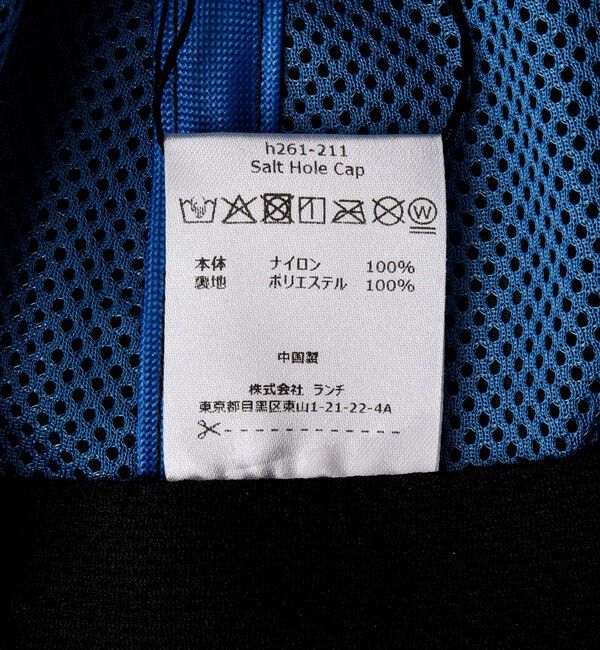 h261-211
Salt Hole Cap
W
本体 ナイロン 100%
裏地 ポリエステル 100%
中国製
株式会社 ランチ
東京都目黒区東山1-21-22-4A